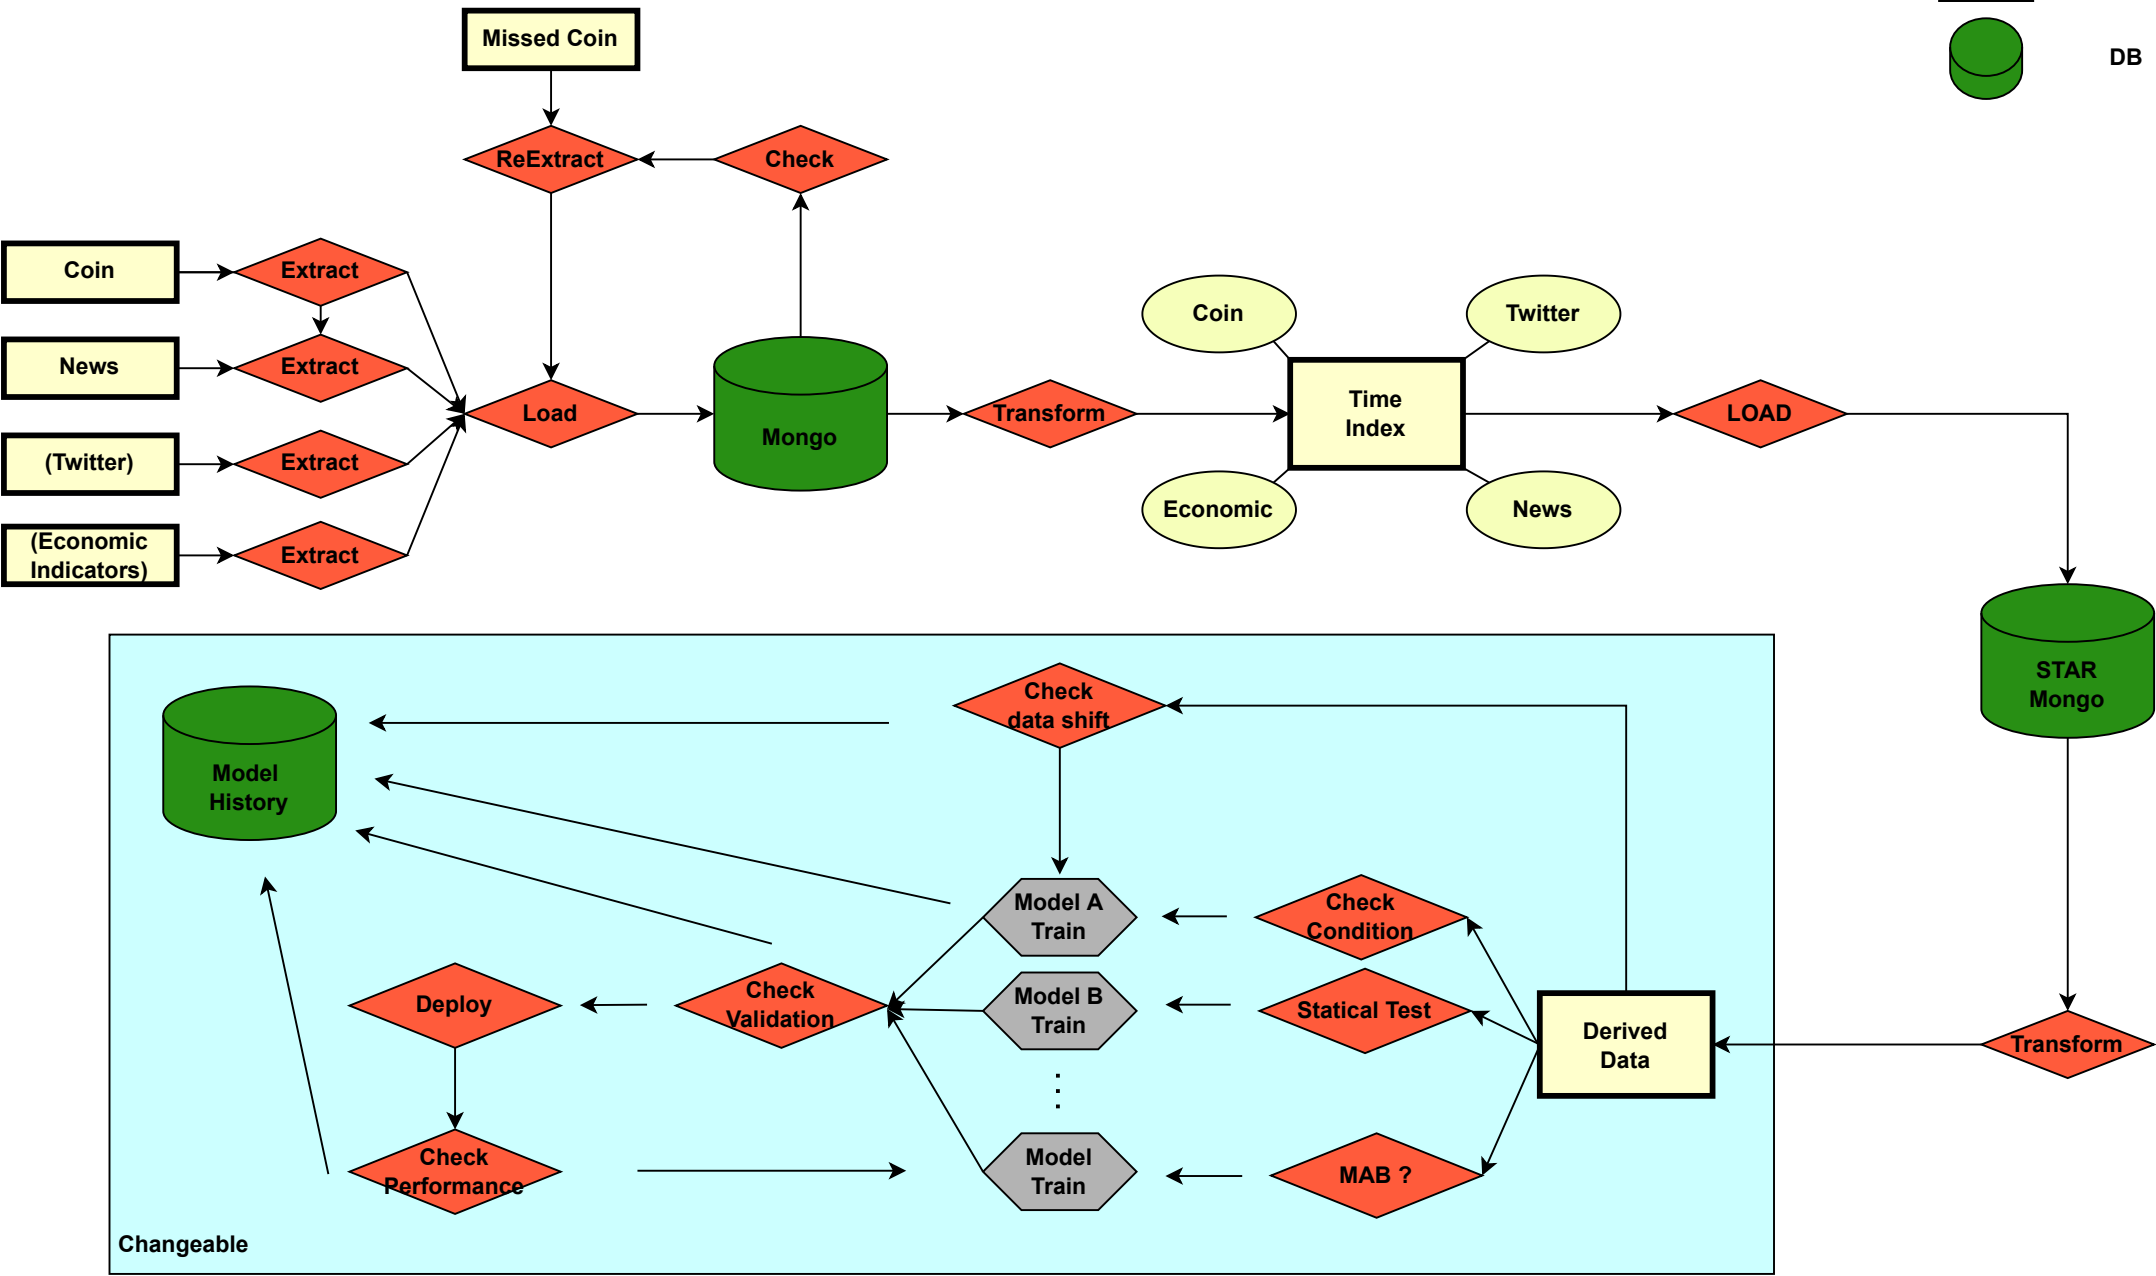 Missed Coin
DB
ReExtract
Check
Coin
Extract
Coin
Twitter
News
Extract
Time
Index
Load
Mongo
Transform
LOAD
(Twitter)
Extract
Economic
News
(Economic
Indicators)
Extract
STAR
Mongo
Check
data shift
Model
History
Model A
Train
Check
Condition
Deploy
Check
Validation
Model B
Train
Statical Test
Derived
Data
Transform
⋮
Check
Performance
Model
Train
MAB ?
Changeable